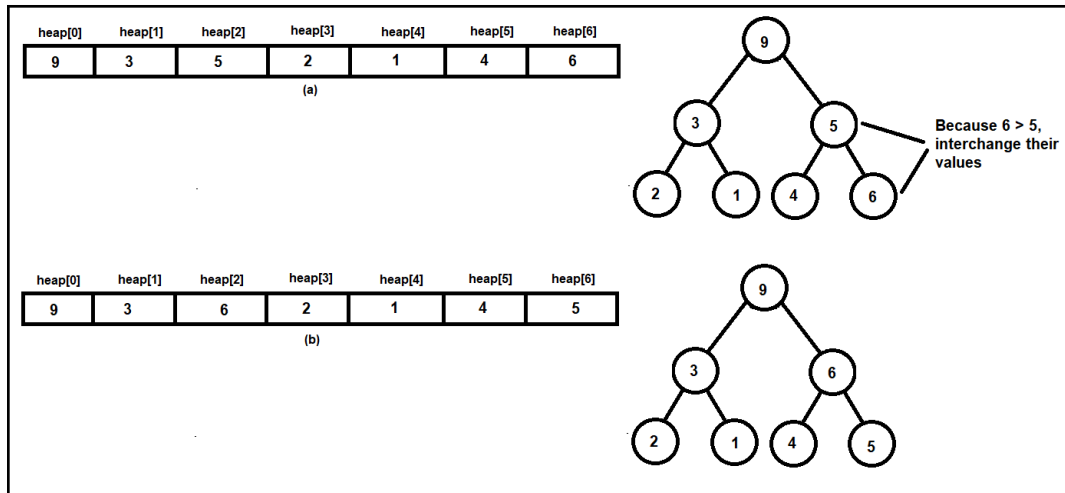 heap[0] heap[1] heap[2] heap[3] heap[4] heap[5] heap[6]
9 3 5 2 1 4 6
(a)
9
3 5
2 1 4 6
Because 6 > 5,
interchange their
values
heap[0] heap[1] heap[2] heap[3] heap[4] heap[5] heap[6]
9 3 6 2 1 4 5
(b)
9
3 6
2 1 4 5